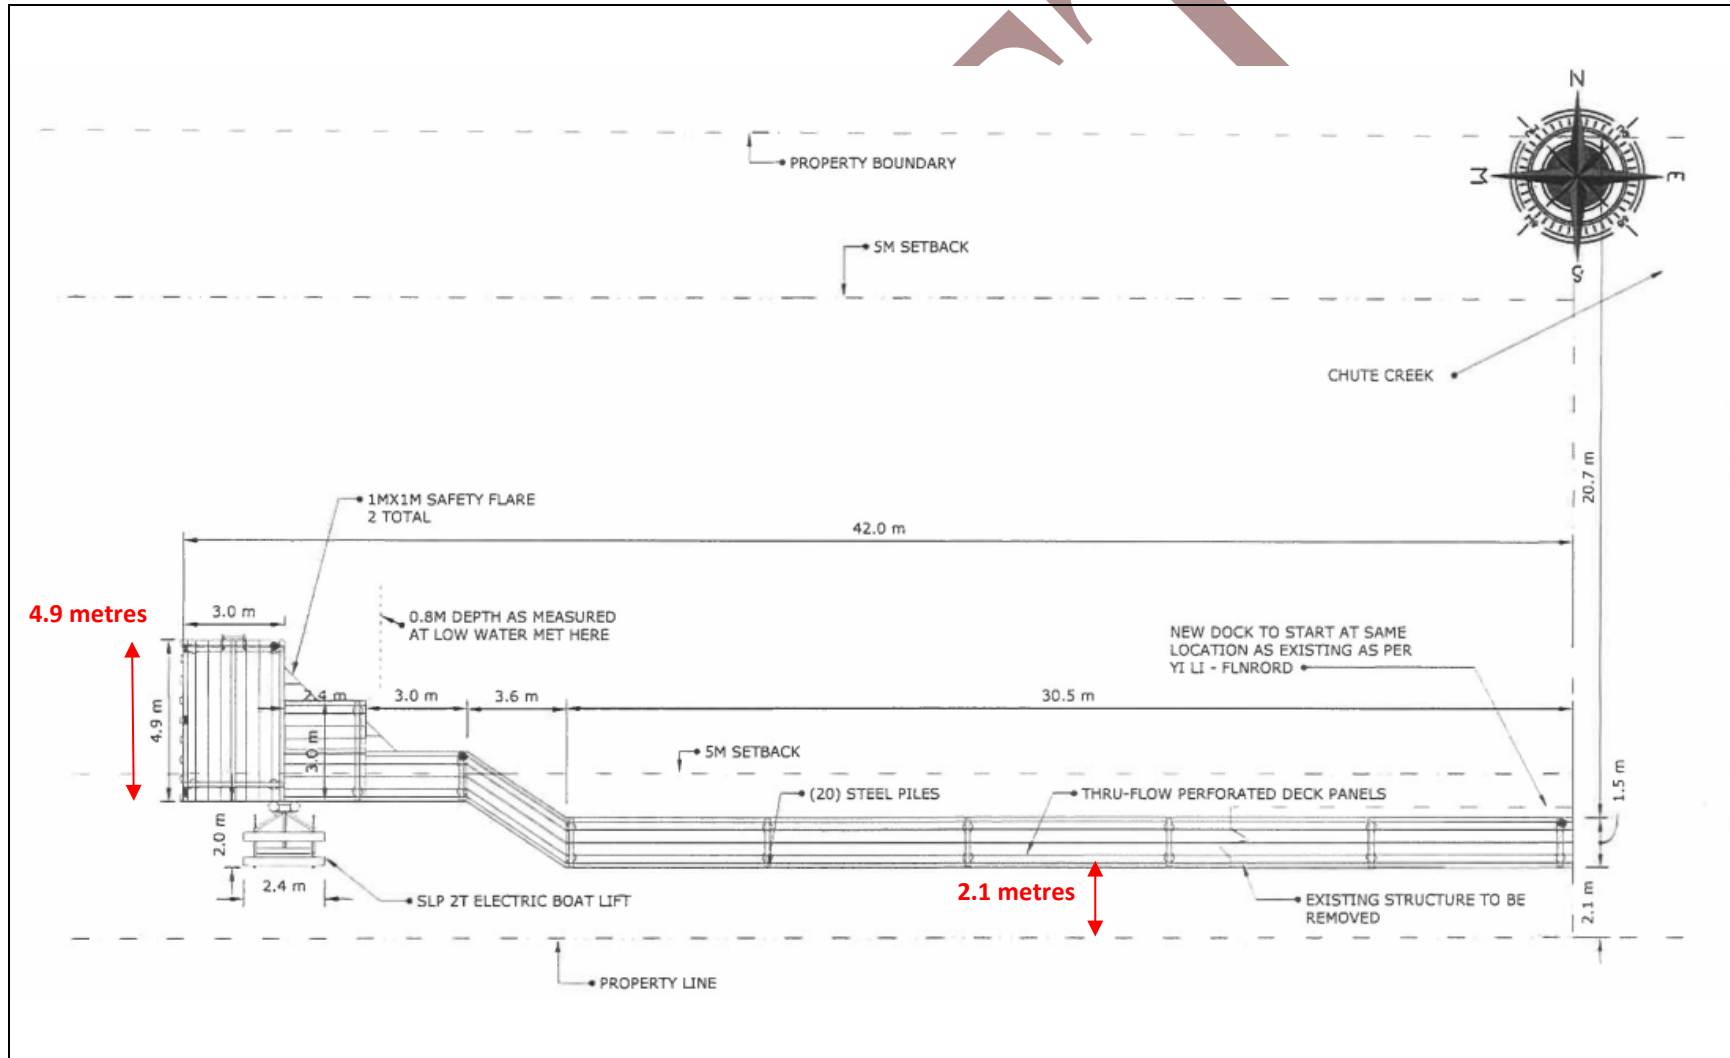 N
W
E
S
PROPERTY BOUNDARY
5M SETBACK
CHUTE CREEK
20.7 m
1MX1M SAFETY FLARE
2 TOTAL
42.0 m
4.9 metres
3.0 m
0.8M DEPTH AS MEASURED
AT LOW WATER MET HERE
NEW DOCK TO START AT SAME
LOCATION AS EXISTING AS PER
YI LI - FLNRORD
4.9 m
2.4 m
3.0 m
3.6 m
30.5 m
3.0 m
5M SETBACK
(20) STEEL PILES
THRU-FLOW PERFORATED DECK PANELS
1.5 m
2.0 m
2.4 m
SLP 2T ELECTRIC BOAT LIFT
2.1 metres
EXISTING STRUCTURE TO BE
REMOVED
2.1 m
PROPERTY LINE